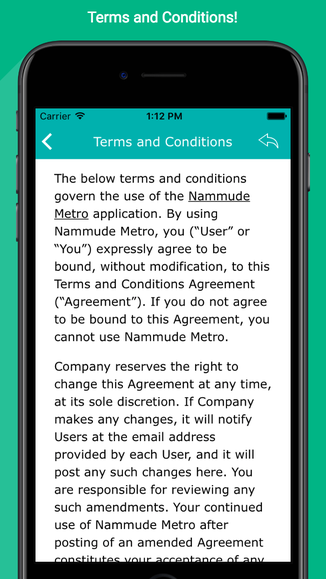 Terms and Conditions!
Carrier 1:12 PM
Terms and Conditions
The below terms and conditions
govern the use of the Nammude
Metro application. By using
Nammude Metro, you (“User” or
“You”) expressly agree to be
bound, without modification, to this
Terms and Conditions Agreement
(“Agreement”). If you do not agree
to be bound to this Agreement, you
cannot use Nammude Metro.
Company reserves the right to
change this Agreement at any time,
at its sole discretion. If Company
makes any changes, it will notify
Users at the email address
provided by each User, and it will
post any such changes here. You
are responsible for reviewing any
such amendments. Your continued
use of Nammude Metro after
posting of an amended Agreement
constitutes your acceptance of any